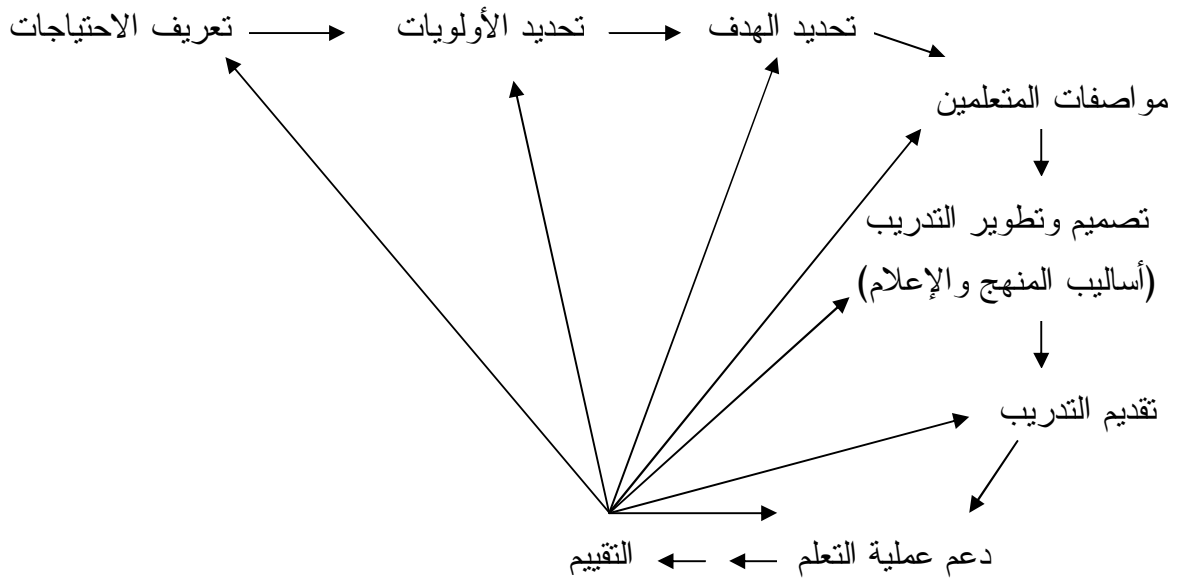 تعريف الاحتياجات
تحديد الأولويات
تحديد الهدف
مواصفات المتعلمين
تصميم وتطوير التدريب
(أساليب المنهج والإعلام)
تقديم التدريب
دعم عملية التعلم
التقييم